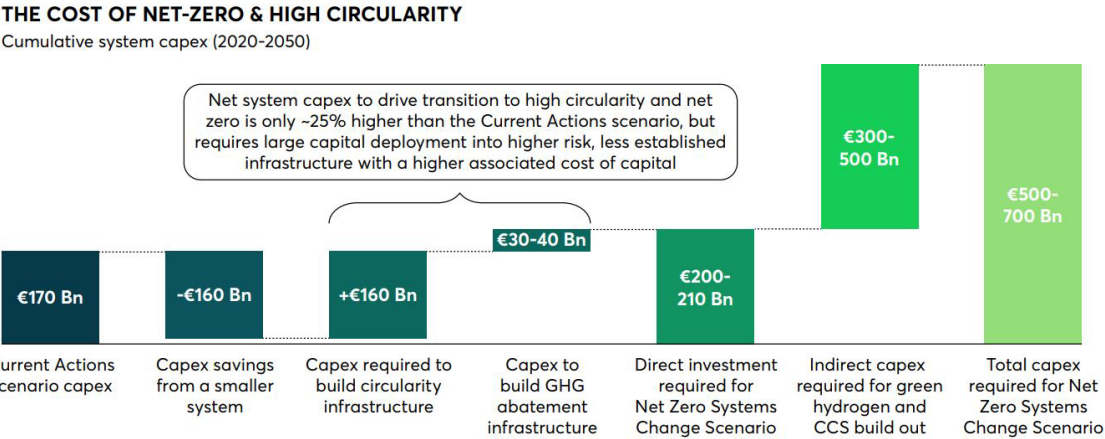 THE COST OF NET-ZERO & HIGH CIRCULARITY
Cumulative system capex (2020-2050)
Net system capex to drive transition to high circularity and net
zero is only ~25% higher than the Current Actions scenario, but
requires large capital deployment into higher risk, less established
infrastructure with a higher associated cost of capital
€170 Bn
-€160 Bn
+€160 Bn
€30-40 Bn
€200-
210 Bn
€300-
500 Bn
€500-
700 Bn
urrent Actions
cenario capex
Capex savings
from a smaller
system
Capex required to
build circularity
infrastructure
Capex to
build GHG
abatement
infrastructure
Direct investment
required for
Net Zero Systems
Change Scenario
Indirect capex
required for green
hydrogen and
CCS build out
Total capex
required for Net
Zero Systems
Change Scenario